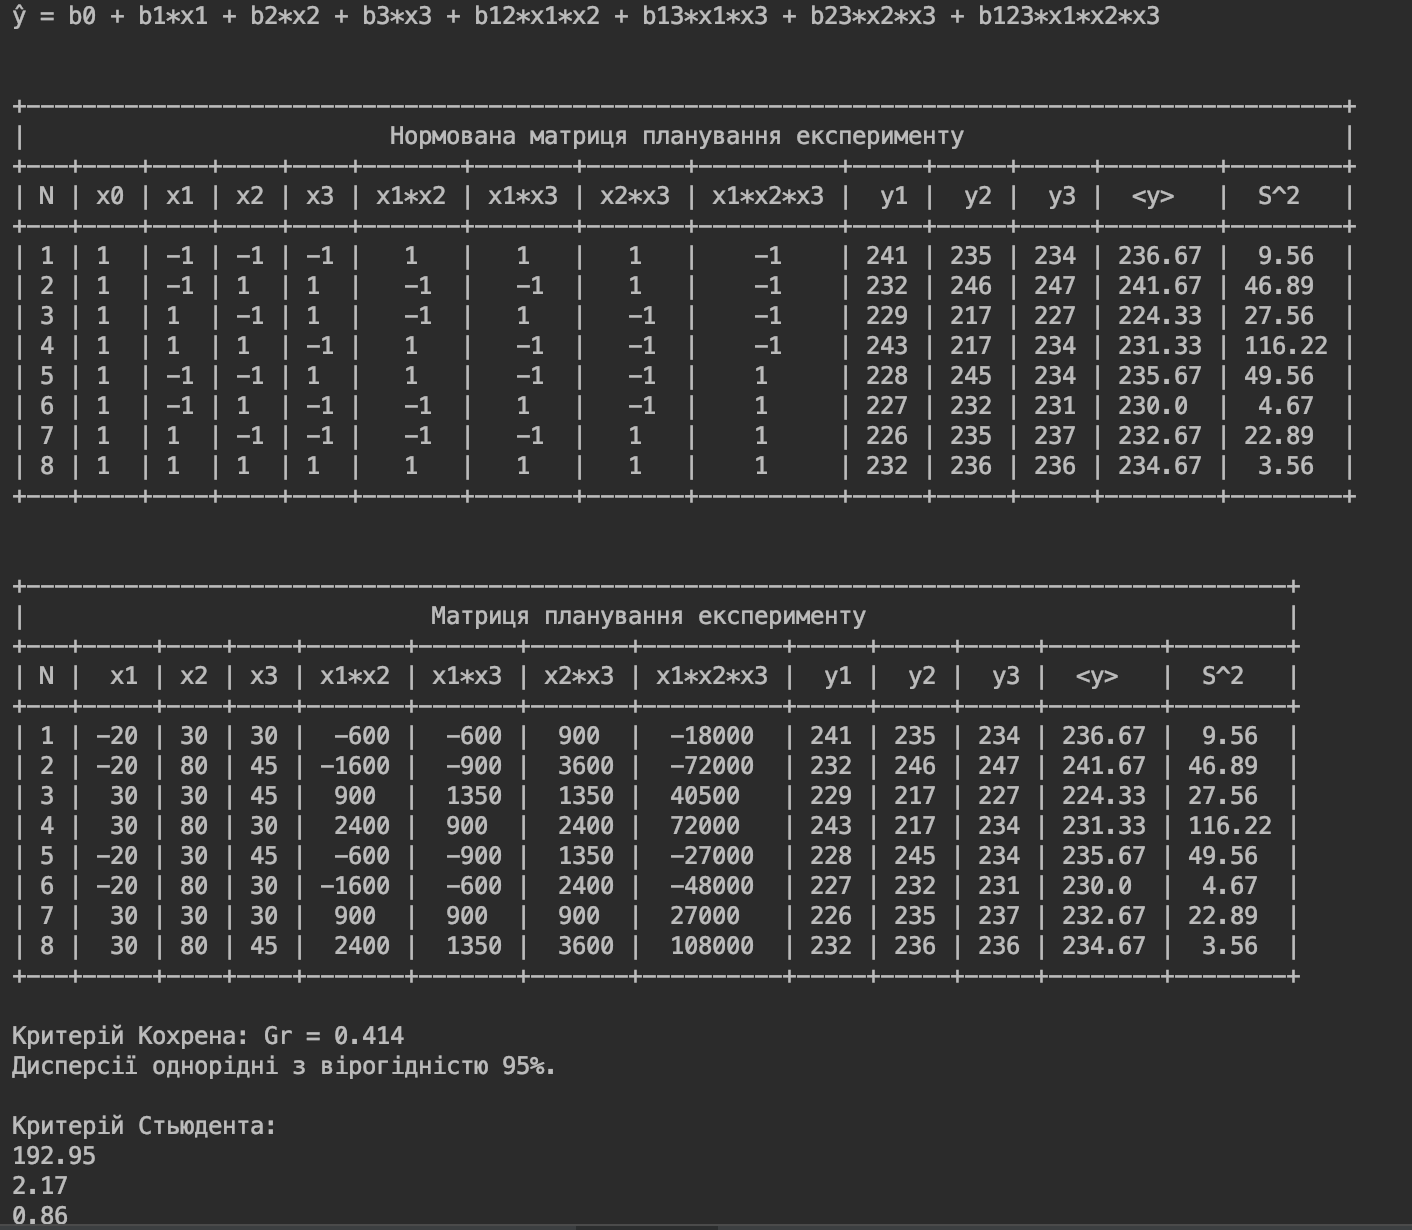 ŷ = b0 + b1*x1 + b2*x2 + b3*x3 + b12*x1*x2 + b13*x1*x3 + b23*x2*x3 + b123*x1*x2*x3
Нормована матриця планування експерименту
| N | x0 | x1 | x2 | x3 | x1*x2 | x1*x3 | x2*x3 | x1*x2*x3 | y1 | y2 | y3 | <y> | S^2 |
| 1 | 1 | -1 | -1 | -1 | 1 | 1 | 1 | -1 | 241 | 235 | 234 | 236.67 | 9.56 |
| 2 | 1 | -1 | 1 | 1 | -1 | -1 | 1 | -1 | 232 | 246 | 247 | 241.67 | 46.89 |
| 3 | 1 | 1 | -1 | 1 | -1 | 1 | -1 | -1 | 229 | 217 | 227 | 224.33 | 27.56 |
| 4 | 1 | 1 | 1 | -1 | 1 | -1 | -1 | -1 | 243 | 217 | 234 | 231.33 | 116.22 |
| 5 | 1 | -1 | -1 | 1 | 1 | -1 | -1 | 1 | 228 | 245 | 234 | 235.67 | 49.56 |
| 6 | 1 | -1 | 1 | -1 | -1 | 1 | -1 | 1 | 227 | 232 | 231 | 230.0 | 4.67 |
| 7 | 1 | 1 | -1 | -1 | -1 | -1 | 1 | 1 | 226 | 235 | 237 | 232.67 | 22.89 |
| 8 | 1 | 1 | 1 | 1 | 1 | 1 | 1 | 1 | 232 | 236 | 236 | 234.67 | 3.56 |
Матриця планування експерименту
| N | x1 | x2 | x3 | x1*x2 | x1*x3 | x2*x3 | x1*x2*x3 | y1 | y2 | y3 | <y> | S^2 |
| 1 | -20 | 30 | 30 | -600 | -600 | 900 | -18000 | 241 | 235 | 234 | 236.67 | 9.56 |
| 2 | -20 | 80 | 45 | -1600 | -900 | 3600 | -72000 | 232 | 246 | 247 | 241.67 | 46.89 |
| 3 | 30 | 30 | 45 | 900 | 1350 | 1350 | 40500 | 229 | 217 | 227 | 224.33 | 27.56 |
| 4 | 30 | 80 | 30 | 2400 | 900 | 2400 | 72000 | 243 | 217 | 234 | 231.33 | 116.22 |
| 5 | -20 | 30 | 45 | -600 | -900 | 1350 | -27000 | 228 | 245 | 234 | 235.67 | 49.56 |
| 6 | -20 | 80 | 30 | -1600 | -600 | 2400 | -48000 | 227 | 232 | 231 | 230.0 | 4.67 |
| 7 | 30 | 30 | 30 | 900 | 900 | 900 | 27000 | 226 | 235 | 237 | 232.67 | 22.89 |
| 8 | 30 | 80 | 45 | 2400 | 1350 | 3600 | 108000 | 232 | 236 | 236 | 234.67 | 3.56 |
Критерій Кохрена: Gr = 0.414
Дисперсії однорідні з вірогідністю 95%.
Критерій Стьюдента:
192.95
2.17
0.86